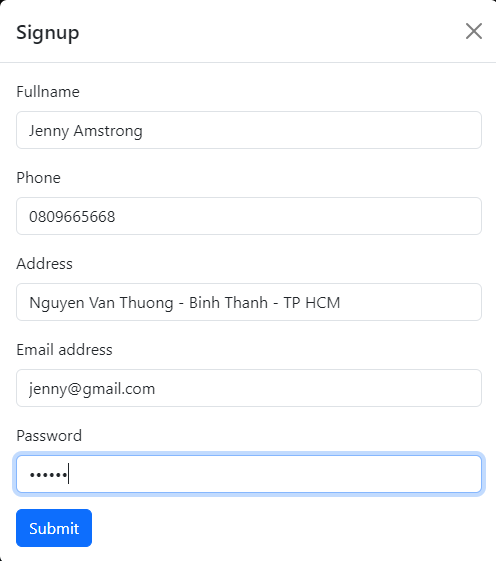 Signup
Fullname
Jenny Amstrong
Phone
0809665668
Address
Nguyen Van Thuong - Binh Thanh - TP HCM
Email address
jenny@gmail.com
Password
••••••
Submit